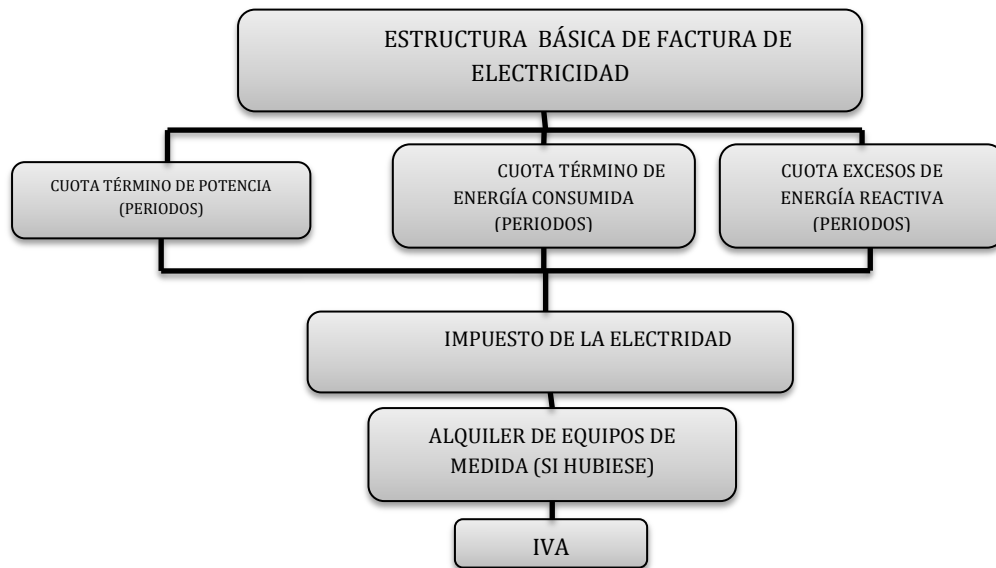 ESTRUCTURA BÁSICA DE FACTURA DE
ELECTRICIDAD
CUOTA TÉRMINO DE POTENCIA
(PERIODOS)
CUOTA TÉRMINO DE
ENERGÍA CONSUMIDA
(PERIODOS)
CUOTA EXCESOS DE
ENERGÍA REACTIVA
(PERIODOS)
IMPUESTO DE LA ELECTRIDAD
ALQUILER DE EQUIPOS DE
MEDIDA (SI HUBIESE)
IVA